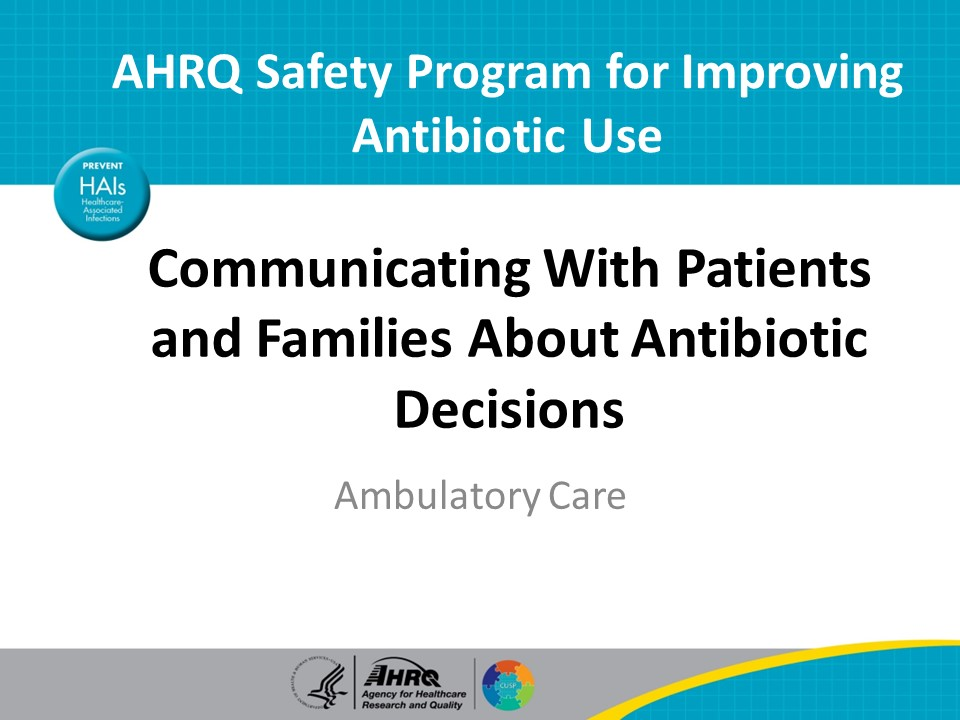 AHRQ Safety Program for Improving
Antibiotic Use
PREVENT
HAIs
Healthcare-
Associated
Infections
Communicating With Patients
and Families About Antibiotic
Decisions
Ambulatory Care
AHRQ
Agency for Healthcare
Research and Quality
CUSP